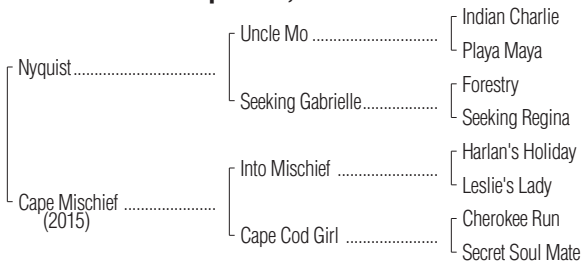 Indian Charlie
Uncle Mo
Playa Maya
Nyquist
Forestry
Seeking Gabrielle
Seeking Regina
Harlan's Holiday
Into Mischief
Leslie's Lady
Cape Mischief
(2015)
Cherokee Run
Cape Cod Girl
Secret Soul Mate